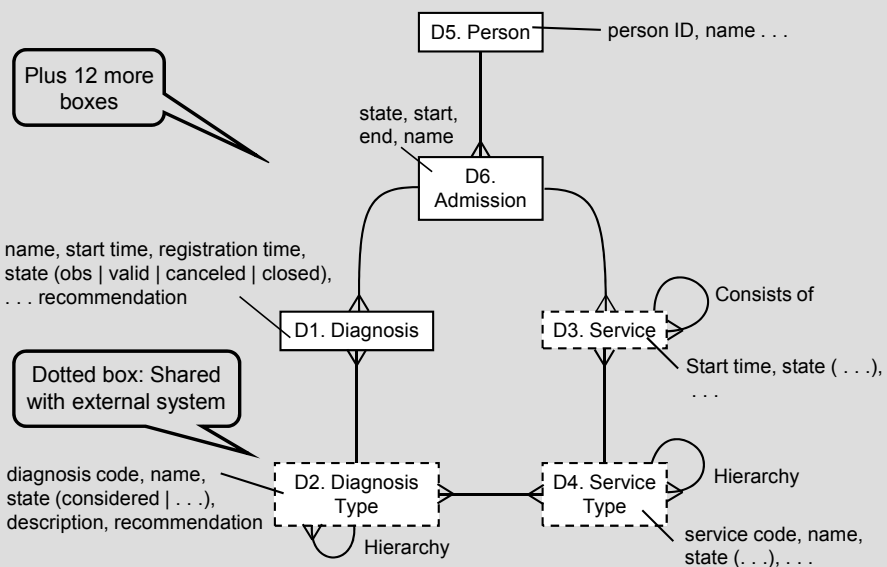 D5. Person
person ID, name . . .
Plus 12 more
boxes
state, start,
end, name
D6.
Admission
name, start time, registration time,
state (obs | valid | canceled | closed),
. . . recommendation
Consists of
D1. Diagnosis
D3. Service
Start time, state ( . . .),
. . .
Dotted box: Shared
with external system
diagnosis code, name,
state (considered | . . .),
description, recommendation
D2. Diagnosis
Type
Hierarchy
D4. Service
Type
Hierarchy
service code, name,
state (. . .), . . .